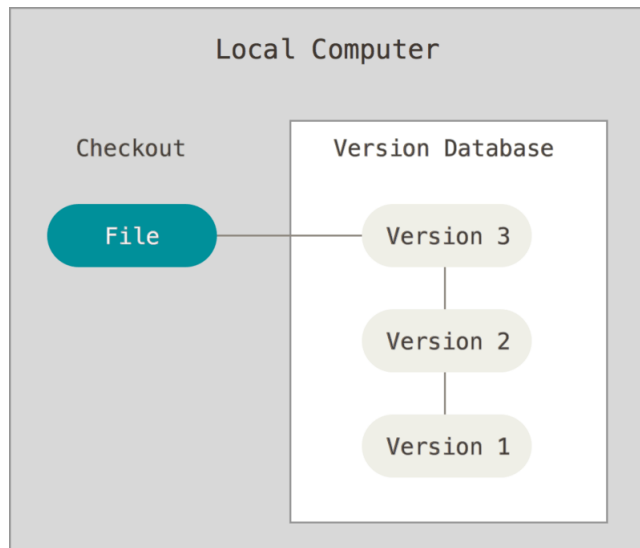 Local Computer
Checkout
Version Database
File
Version 3
Version 2
Version 1